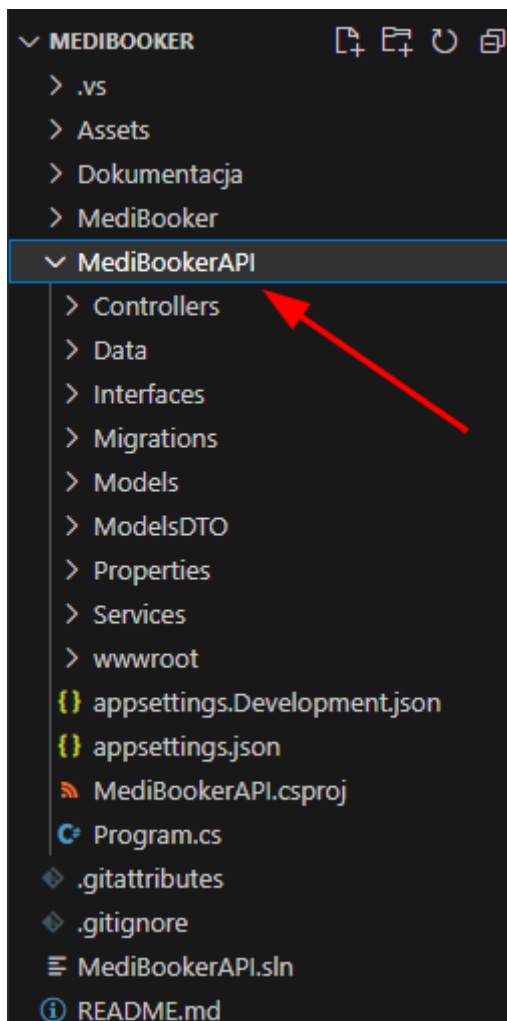 MEDIBOOKER
.vs
Assets
Dokumentacja
MediBooker
MediBookerAPI
Controllers
Data
Interfaces
Migrations
Models
ModelsDTO
Properties
Services
wwwroot
{} appsettings.Development.json
{} appsettings.json
MediBookerAPI.csproj
C# Program.cs
.gitattributes
.gitignore
MediBookerAPI.sln
README.md